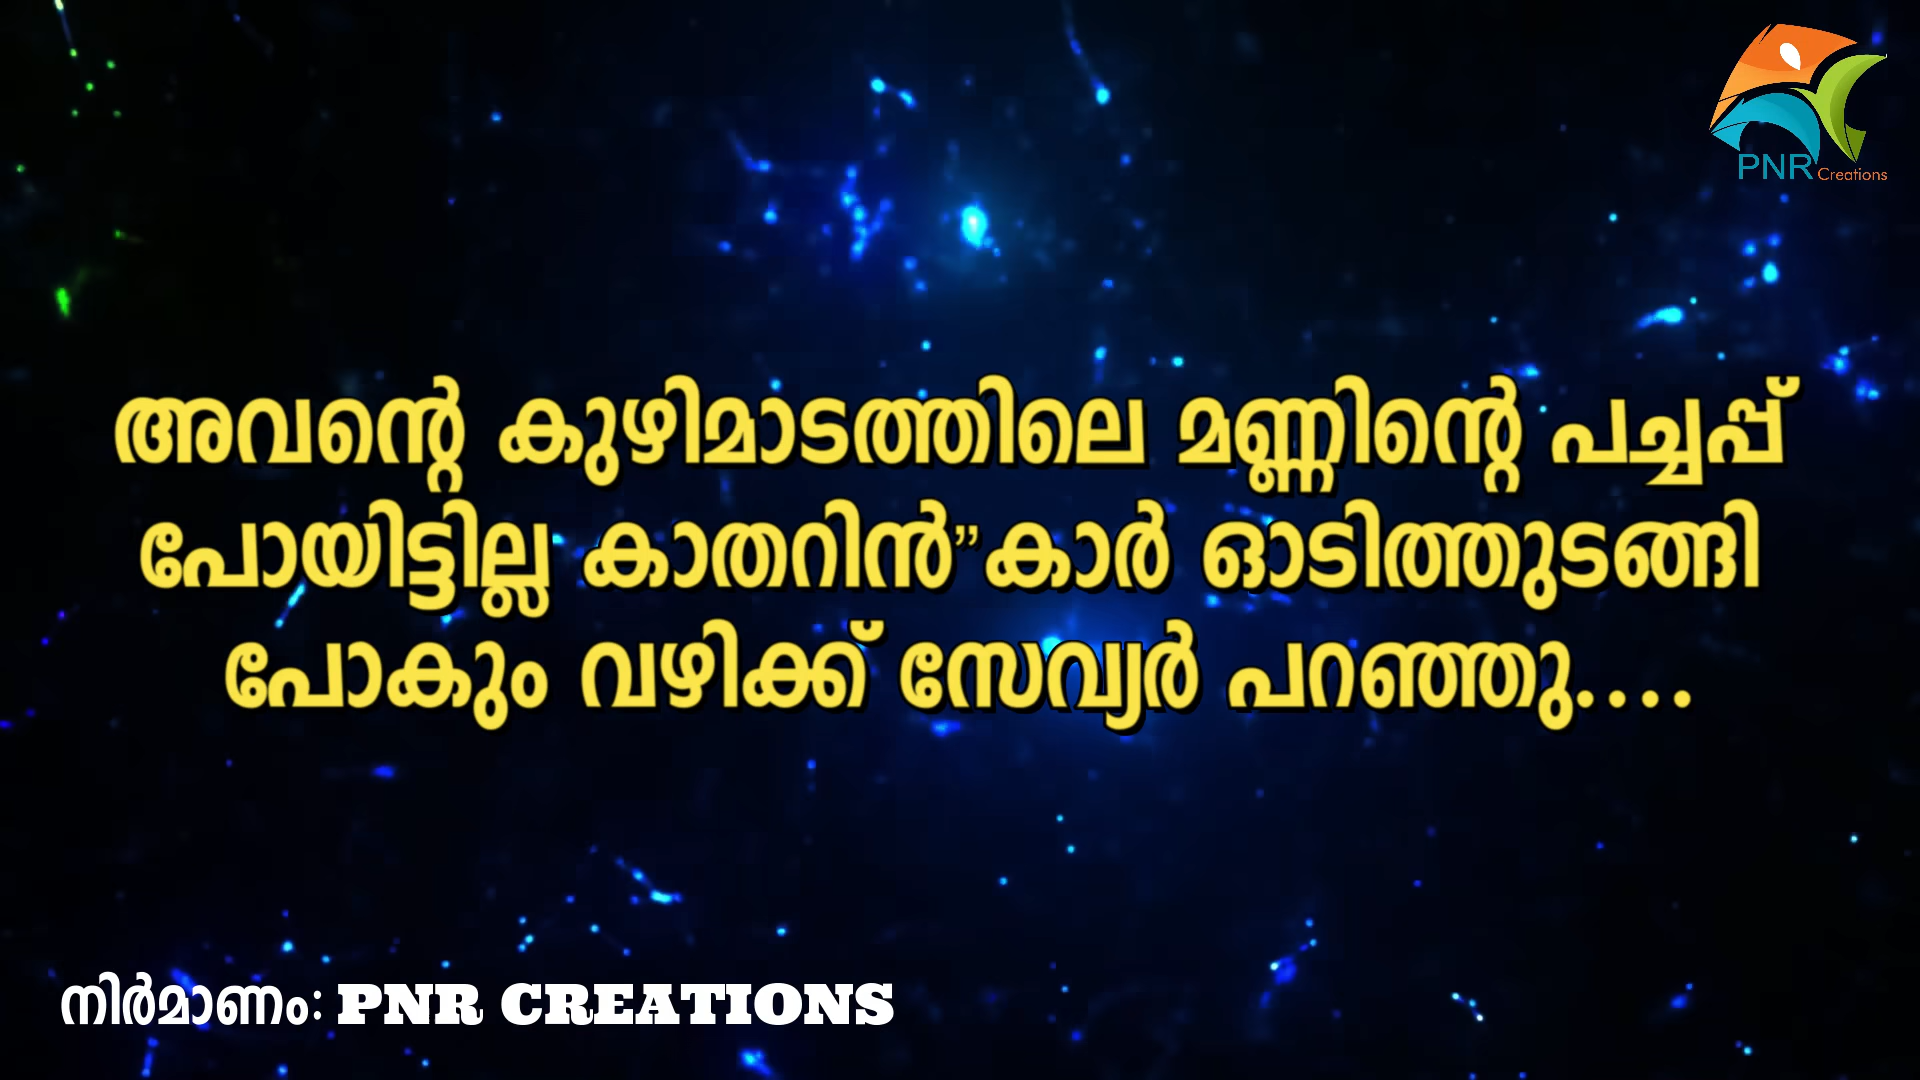 PNR Creations
അവന്റെ കുഴിമാടത്തിലെ മണ്ണിന്റെ പച്ചപ്പ്
പോയിട്ടില്ല കാതറിൻ”കാർ ഓടിത്തുടങ്ങി
പോകും വഴിക്ക് സേവ്യർ പറഞ്ഞു....
നിർമാണം: PNR CREATIONS